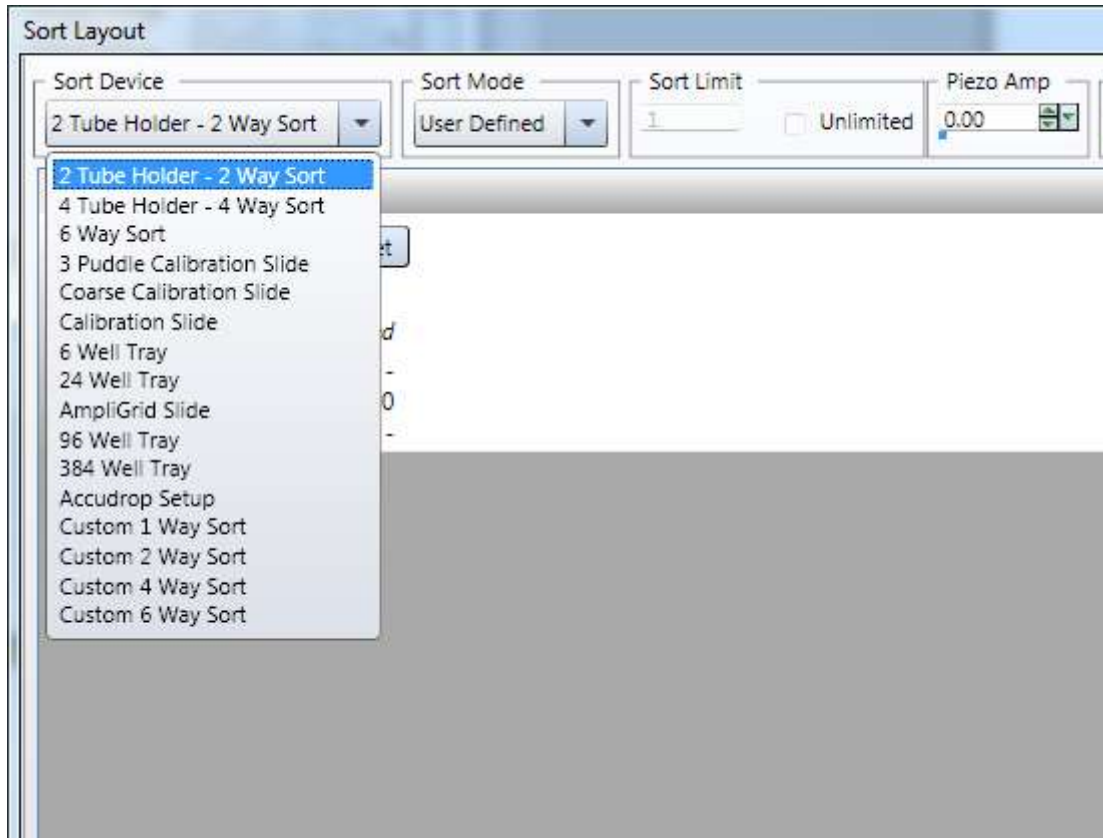 Sort Layout
Sort Device
Sort Mode
Sort Limit
Piezo Amp
2 Tube Holder - 2 Way Sort
User Defined
1
Unlimited
0.00
2 Tube Holder - 2 Way Sort
4 Tube Holder - 4 Way Sort
6 Way Sort
et
3 Puddle Calibration Slide
Coarse Calibration Slide
Calibration Slide
d
6 Well Tray
-
24 Well Tray
0
AmpliGrid Slide
-
96 Well Tray
384 Well Tray
Accudrop Setup
Custom 1 Way Sort
Custom 2 Way Sort
Custom 4 Way Sort
Custom 6 Way Sort